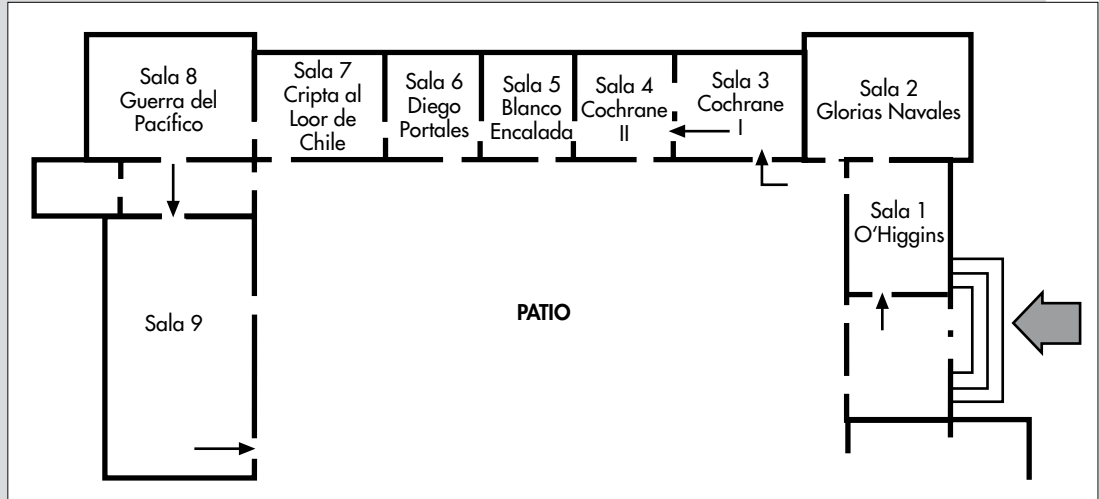 Sala 8
Guerra del
Pacífico
Sala 7
Cripta al
Loor de
Chile
Sala 6
Diego
Portales
Sala 5
Blanco
Encalada
Sala 4
Cochrane
II
Sala 3
Cochrane
I
Sala 2
Glorias Navales
Sala 1
O'Higgins
Sala 9
PATIO